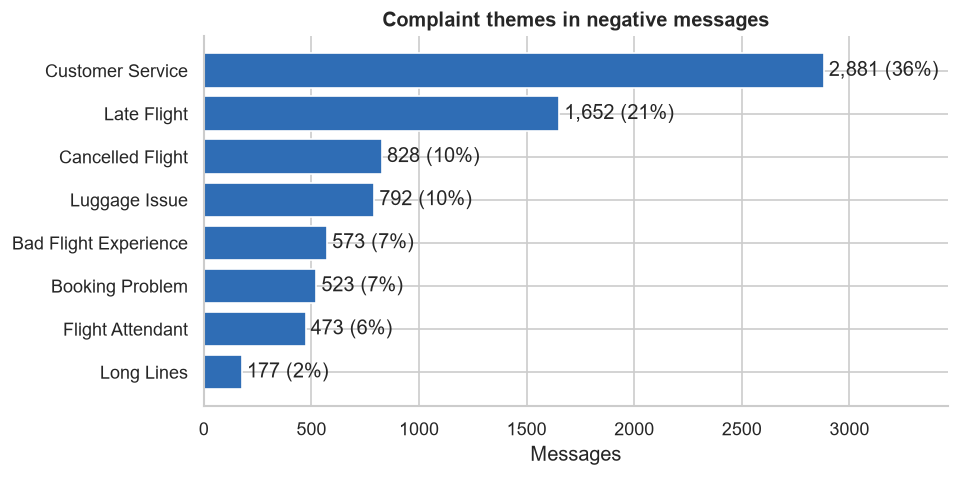 Complaint themes in negative messages
Customer Service 2,881 (36%)
Late Flight 1,652 (21%)
Cancelled Flight 828 (10%)
Luggage Issue 792 (10%)
Bad Flight Experience 573 (7%)
Booking Problem 523 (7%)
Flight Attendant 473 (6%)
Long Lines 177 (2%)
0 500 1000 1500 2000 2500 3000
Messages